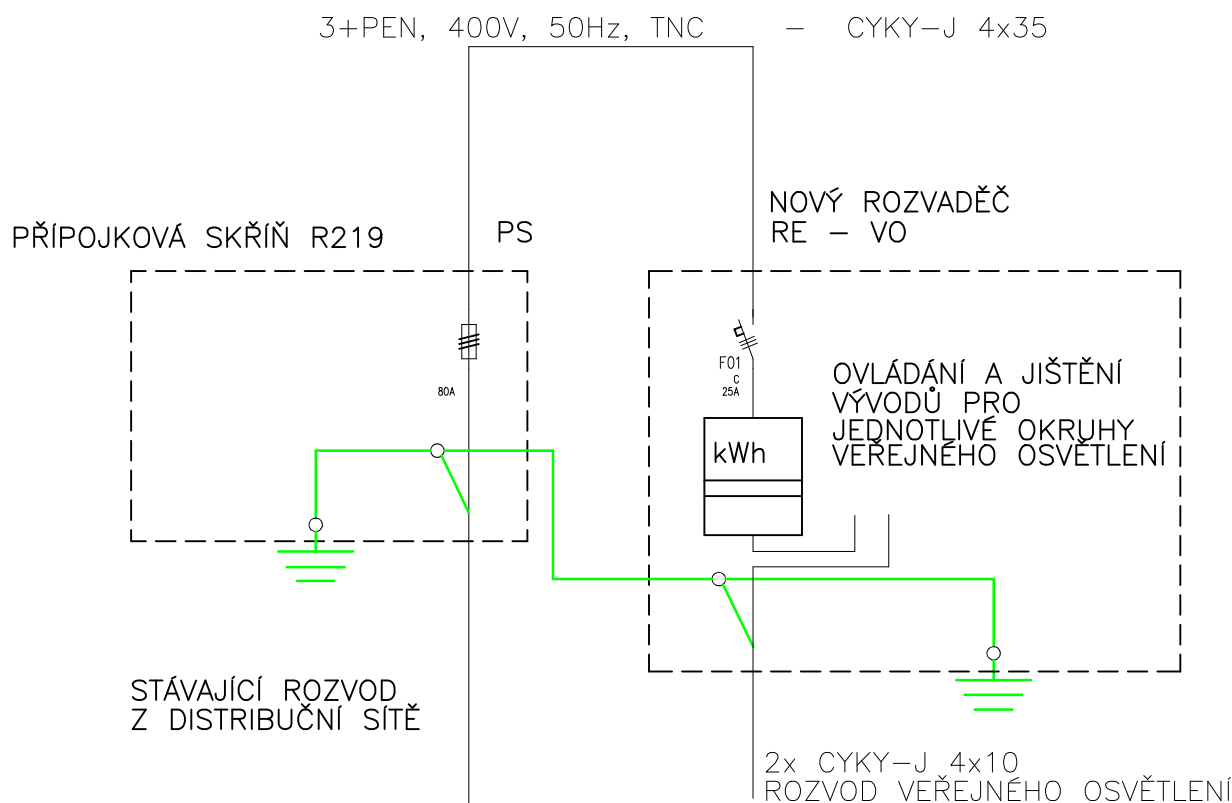 3+PEN, 400V, 50Hz, TNC – CYKY–J 4x35
PŘÍPOJKOVÁ SKŘÍŇ R219
PS
NOVÝ ROZVADĚČ
RE – VO
80A
F01
C
25A
kWh
OVLÁDÁNÍ A JIŠTĚNÍ
VÝVODŮ PRO
JEDNOTLIVÉ OKRUHY
VEŘEJNÉHO OSVĚTLENÍ
STÁVAJÍCÍ ROZVOD
Z DISTRIBUČNÍ SÍTĚ
2x CYKY–J 4x10
ROZVOD VEŘEJNÉHO OSVĚTLENÍ